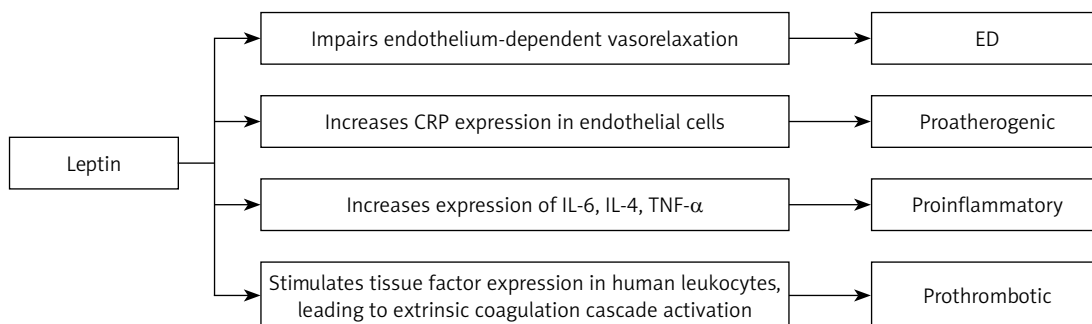 Impairs endothelium-dependent vasorelaxation
ED
Increases CRP expression in endothelial cells
Proatherogenic
Leptin
Increases expression of IL-6, IL-4, TNF-α
Proinflammatory
Stimulates tissue factor expression in human leukocytes,
leading to extrinsic coagulation cascade activation
Prothrombotic